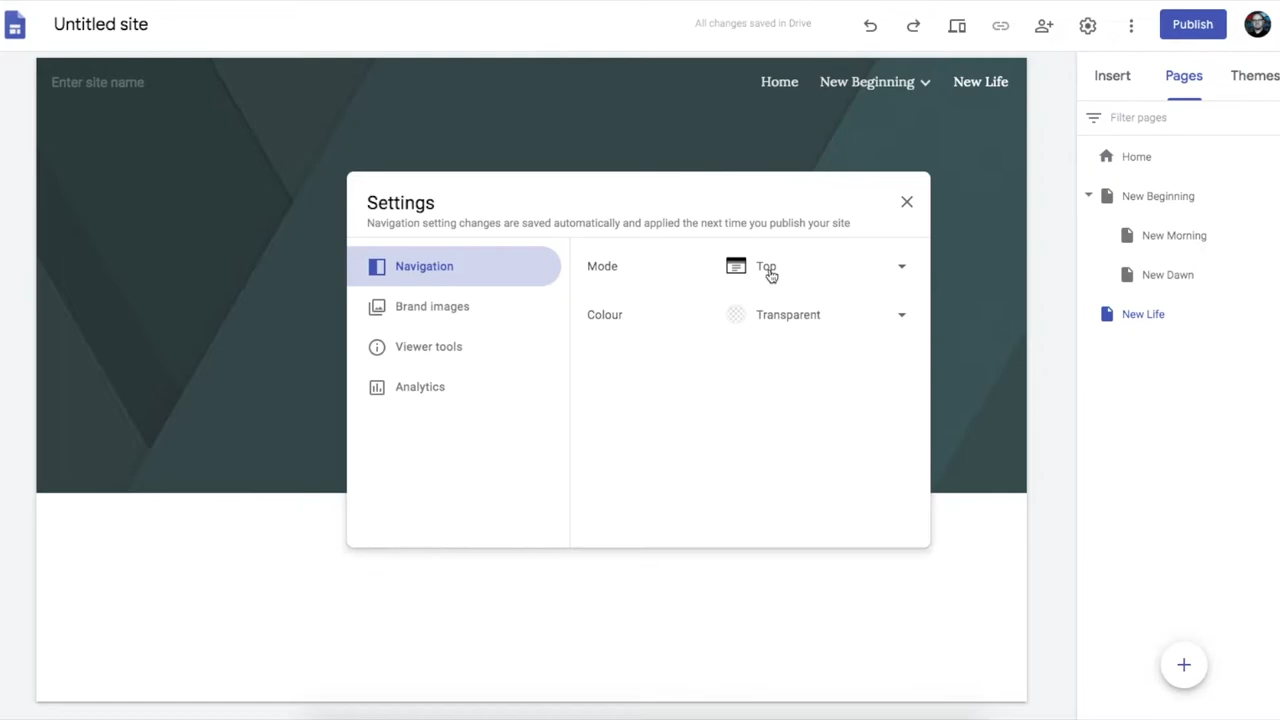 Untitled site
All changes saved in Drive
Publish
Enter site name
Home
New Beginning
New Life
Insert
Pages
Themes
Filter pages
Home
New Beginning
New Morning
New Dawn
New Life
Settings
Navigation setting changes are saved automatically and applied the next time you publish your site
Navigation
Brand images
Viewer tools
Analytics
Mode
Top
Colour
Transparent